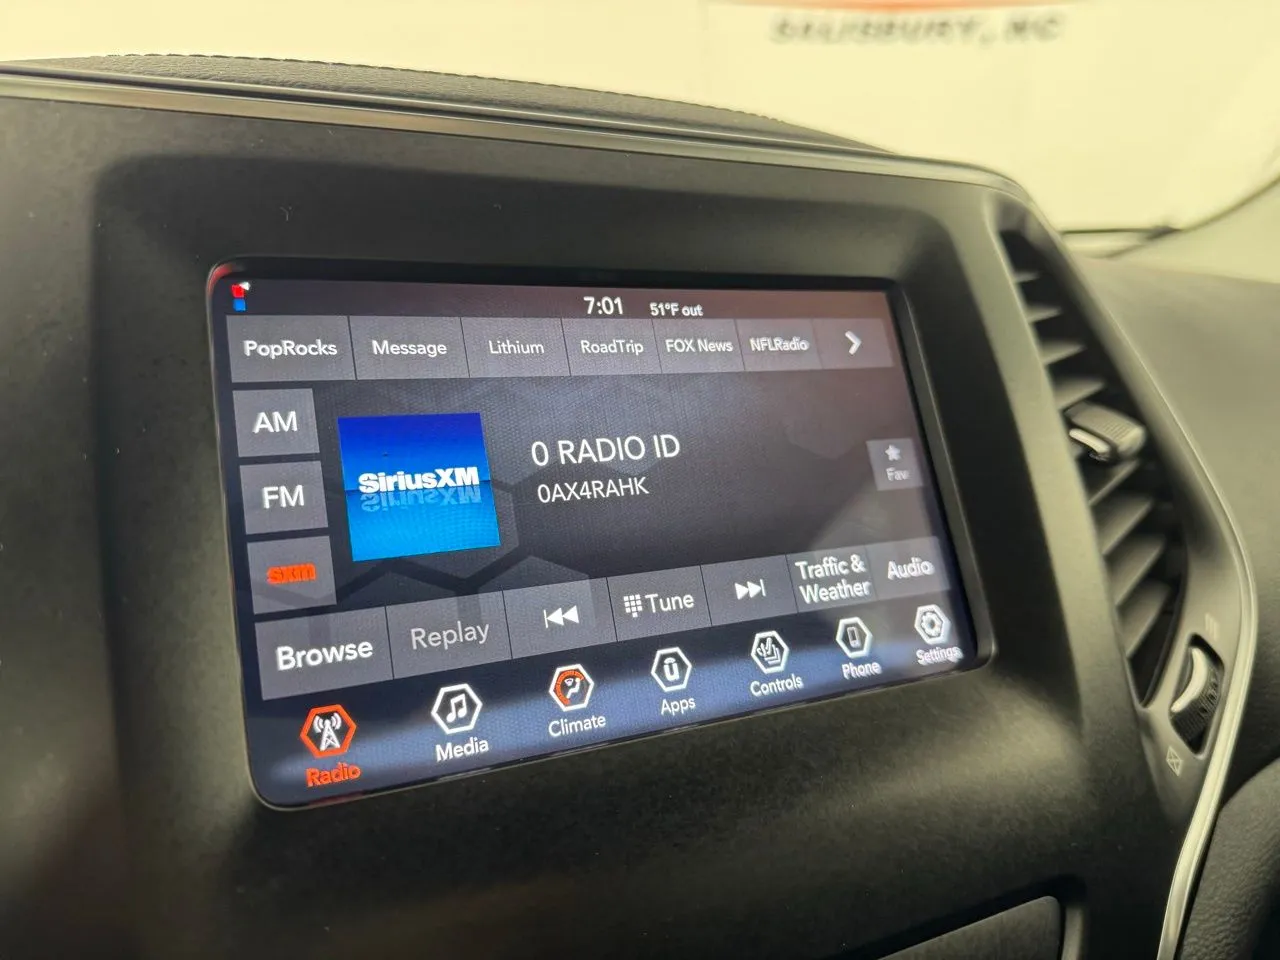 SALISBURY, NC
7:01 51°F out
PopRocks Message Lithium RoadTrip FOX News NFLRadio
AM
FM
sxm
SiriusXM
0 RADIO ID
0AX4RAHK
Fav
Browse Replay Tune Traffic & Weather Audio
Radio Media Climate Apps Controls Phone Settings